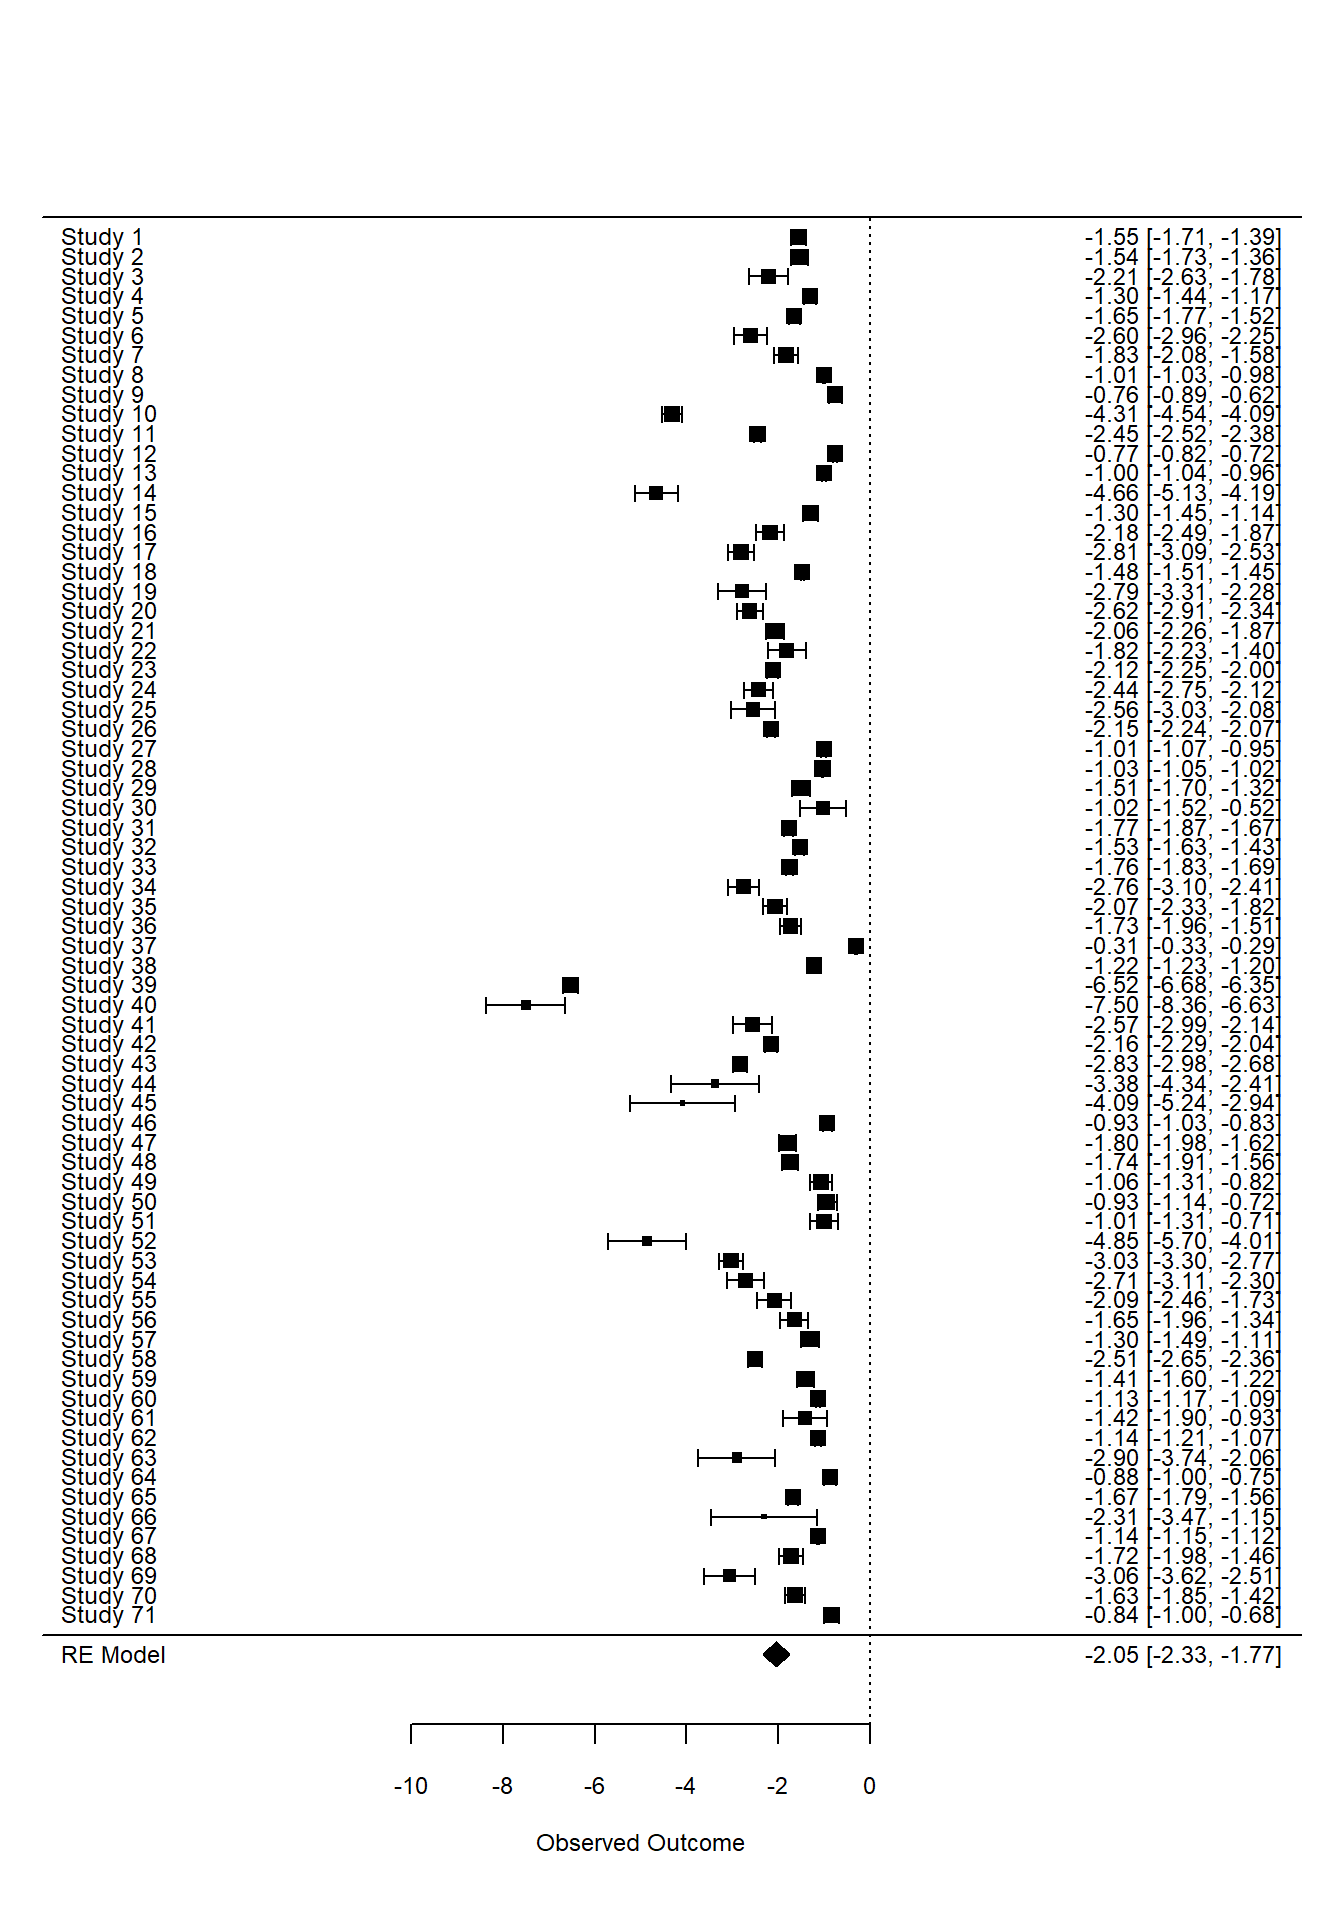 Study 1 -1.55 [-1.71, -1.39]
Study 2 -1.54 [-1.73, -1.36]
Study 3 -2.21 [-2.63, -1.78]
Study 4 -1.30 [-1.44, -1.17]
Study 5 -1.65 [-1.77, -1.52]
Study 6 -2.60 [-2.96, -2.25]
Study 7 -1.83 [-2.08, -1.58]
Study 8 -1.01 [-1.03, -0.98]
Study 9 -0.76 [-0.89, -0.62]
Study 10 -4.31 [-4.54, -4.09]
Study 11 -2.45 [-2.52, -2.38]
Study 12 -0.77 [-0.82, -0.72]
Study 13 -1.00 [-1.04, -0.96]
Study 14 -4.66 [-5.13, -4.19]
Study 15 -1.30 [-1.45, -1.14]
Study 16 -2.18 [-2.49, -1.87]
Study 17 -2.81 [-3.09, -2.53]
Study 18 -1.48 [-1.51, -1.45]
Study 19 -2.79 [-3.31, -2.28]
Study 20 -2.62 [-2.91, -2.34]
Study 21 -2.06 [-2.26, -1.87]
Study 22 -1.82 [-2.23, -1.40]
Study 23 -2.12 [-2.25, -2.00]
Study 24 -2.44 [-2.75, -2.12]
Study 25 -2.56 [-3.03, -2.08]
Study 26 -2.15 [-2.24, -2.07]
Study 27 -1.01 [-1.07, -0.95]
Study 28 -1.03 [-1.05, -1.02]
Study 29 -1.51 [-1.70, -1.32]
Study 30 -1.02 [-1.52, -0.52]
Study 31 -1.77 [-1.87, -1.67]
Study 32 -1.53 [-1.63, -1.43]
Study 33 -1.76 [-1.83, -1.69]
Study 34 -2.76 [-3.10, -2.41]
Study 35 -2.07 [-2.33, -1.82]
Study 36 -1.73 [-1.96, -1.51]
Study 37 -0.31 [-0.33, -0.29]
Study 38 -1.22 [-1.23, -1.20]
Study 39 -6.52 [-6.68, -6.35]
Study 40 -7.50 [-8.36, -6.63]
Study 41 -2.57 [-2.99, -2.14]
Study 42 -2.16 [-2.29, -2.04]
Study 43 -2.83 [-2.98, -2.68]
Study 44 -3.38 [-4.34, -2.41]
Study 45 -4.09 [-5.24, -2.94]
Study 46 -0.93 [-1.03, -0.83]
Study 47 -1.80 [-1.98, -1.62]
Study 48 -1.74 [-1.91, -1.56]
Study 49 -1.06 [-1.31, -0.82]
Study 50 -0.93 [-1.14, -0.72]
Study 51 -1.01 [-1.31, -0.71]
Study 52 -4.85 [-5.70, -4.01]
Study 53 -3.03 [-3.30, -2.77]
Study 54 -2.71 [-3.11, -2.30]
Study 55 -2.09 [-2.46, -1.73]
Study 56 -1.65 [-1.96, -1.34]
Study 57 -1.30 [-1.49, -1.11]
Study 58 -2.51 [-2.65, -2.36]
Study 59 -1.41 [-1.60, -1.22]
Study 60 -1.13 [-1.17, -1.09]
Study 61 -1.42 [-1.90, -0.93]
Study 62 -1.14 [-1.21, -1.07]
Study 63 -2.90 [-3.74, -2.06]
Study 64 -0.88 [-1.00, -0.75]
Study 65 -1.67 [-1.79, -1.56]
Study 66 -2.31 [-3.47, -1.15]
Study 67 -1.14 [-1.15, -1.12]
Study 68 -1.72 [-1.98, -1.46]
Study 69 -3.06 [-3.62, -2.51]
Study 70 -1.63 [-1.85, -1.42]
Study 71 -0.84 [-1.00, -0.68]
RE Model -2.05 [-2.33, -1.77]
-10 -8 -6 -4 -2 0
Observed Outcome